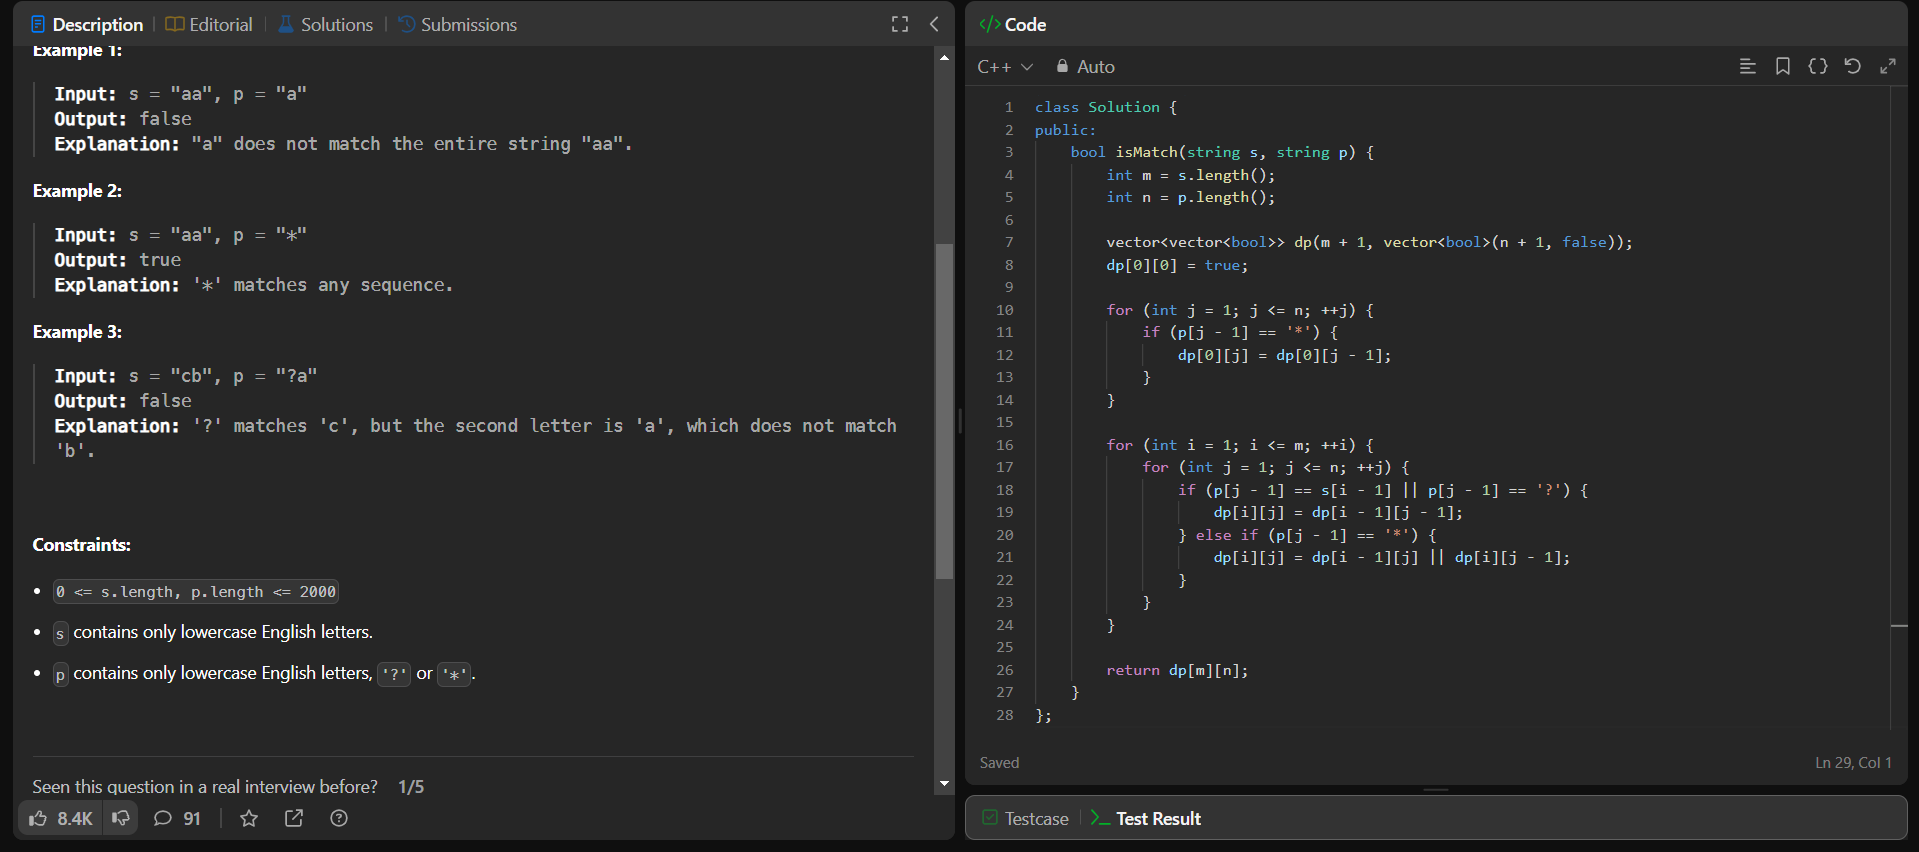 Description
Editorial
Solutions
Submissions
Example 1:
Input: s = "aa", p = "a"
Output: false
Explanation: "a" does not match the entire string "aa".
Example 2:
Input: s = "aa", p = "*"
Output: true
Explanation: '*' matches any sequence.
Example 3:
Input: s = "cb", p = "?a"
Output: false
Explanation: '?' matches 'c', but the second letter is 'a', which does not match
'b'.
Constraints:
• 0 <= s.length, p.length <= 2000
• s contains only lowercase English letters.
• p contains only lowercase English letters, '?' or '*'.
Seen this question in a real interview before? 1/5
8.4K
91
</> Code
C++
Auto
1 class Solution {
2 public:
3     bool isMatch(string s, string p) {
4         int m = s.length();
5         int n = p.length();
6
7         vector<vector<bool>> dp(m + 1, vector<bool>(n + 1, false));
8         dp[0][0] = true;
9
10         for (int j = 1; j <= n; ++j) {
11             if (p[j - 1] == '*') {
12                 dp[0][j] = dp[0][j - 1];
13             }
14         }
15
16         for (int i = 1; i <= m; ++i) {
17             for (int j = 1; j <= n; ++j) {
18                 if (p[j - 1] == s[i - 1] || p[j - 1] == '?') {
19                     dp[i][j] = dp[i - 1][j - 1];
20                 } else if (p[j - 1] == '*') {
21                     dp[i][j] = dp[i - 1][j] || dp[i][j - 1];
22                 }
23             }
24         }
25
26         return dp[m][n];
27     }
28 };
Saved
Ln 29, Col 1
Testcase
Test Result